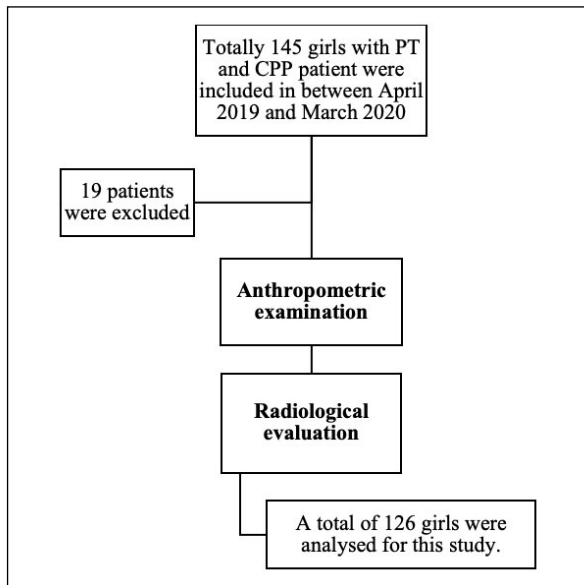 Totally 145 girls with PT
and CPP patient were
included in between April
2019 and March 2020
19 patients
were excluded
Anthropometric
examination
Radiological
evaluation
A total of 126 girls were
analysed for this study.